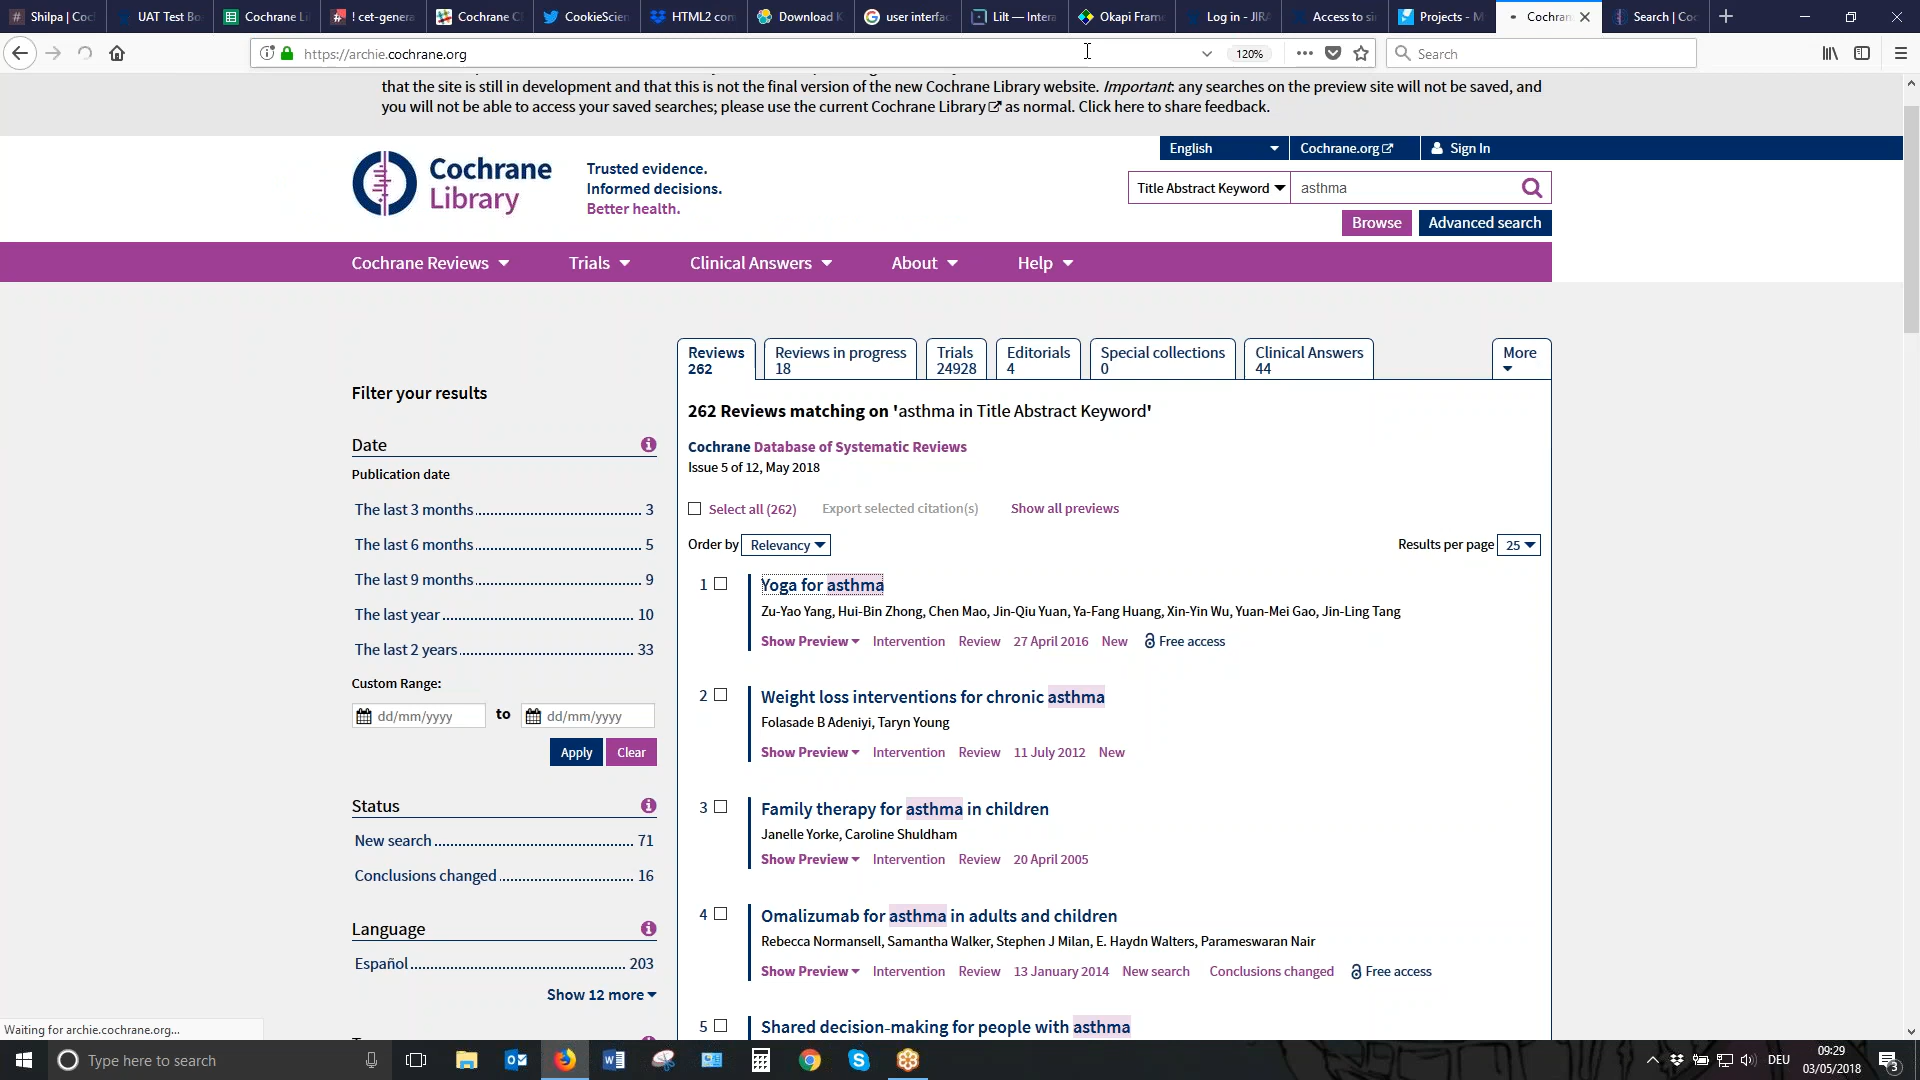 Shilpa | Co
UAT Test Bo
Cochrane Li
! cet-genera
Cochrane C
CookieScien
HTML2 con
Download K
user interfac
Lilt — Intera
Okapi Frame
Log in - JIRA
Access to si
Projects - M
Cochran
Search | Coc
https://archie.cochrane.org
120%
Search
that the site is still in development and that this is not the final version of the new Cochrane Library website. Important: any searches on the preview site will not be saved, and
you will not be able to access your saved searches; please use the current Cochrane Library as normal. Click here to share feedback.
English
Cochrane.org
Sign In
Cochrane
Library
Trusted evidence.
Informed decisions.
Better health.
Title Abstract Keyword
asthma
Browse
Advanced search
Cochrane Reviews
Trials
Clinical Answers
About
Help
Reviews
262
Reviews in progress
18
Trials
24928
Editorials
4
Special collections
0
Clinical Answers
44
More
Filter your results
Date
Publication date
The last 3 months 3
The last 6 months 5
The last 9 months 9
The last year 10
The last 2 years 33
Custom Range:
dd/mm/yyyy to dd/mm/yyyy
Apply Clear
Status
New search 71
Conclusions changed 16
Language
Español 203
Show 12 more
262 Reviews matching on 'asthma in Title Abstract Keyword'
Cochrane Database of Systematic Reviews
Issue 5 of 12, May 2018
Select all (262) Export selected citation(s) Show all previews
Order by Relevancy
Results per page 25
1 Yoga for asthma
Zu-Yao Yang, Hui-Bin Zhong, Chen Mao, Jin-Qiu Yuan, Ya-Fang Huang, Xin-Yin Wu, Yuan-Mei Gao, Jin-Ling Tang
Show Preview Intervention Review 27 April 2016 New Free access
2 Weight loss interventions for chronic asthma
Folasade B Adeniyi, Taryn Young
Show Preview Intervention Review 11 July 2012 New
3 Family therapy for asthma in children
Janelle Yorke, Caroline Shuldham
Show Preview Intervention Review 20 April 2005
4 Omalizumab for asthma in adults and children
Rebecca Normansell, Samantha Walker, Stephen J Milan, E. Haydn Walters, Parameswaran Nair
Show Preview Intervention Review 13 January 2014 New search Conclusions changed Free access
5 Shared decision-making for people with asthma
Waiting for archie.cochrane.org...
Type here to search
DEU
09:29
03/05/2018
3